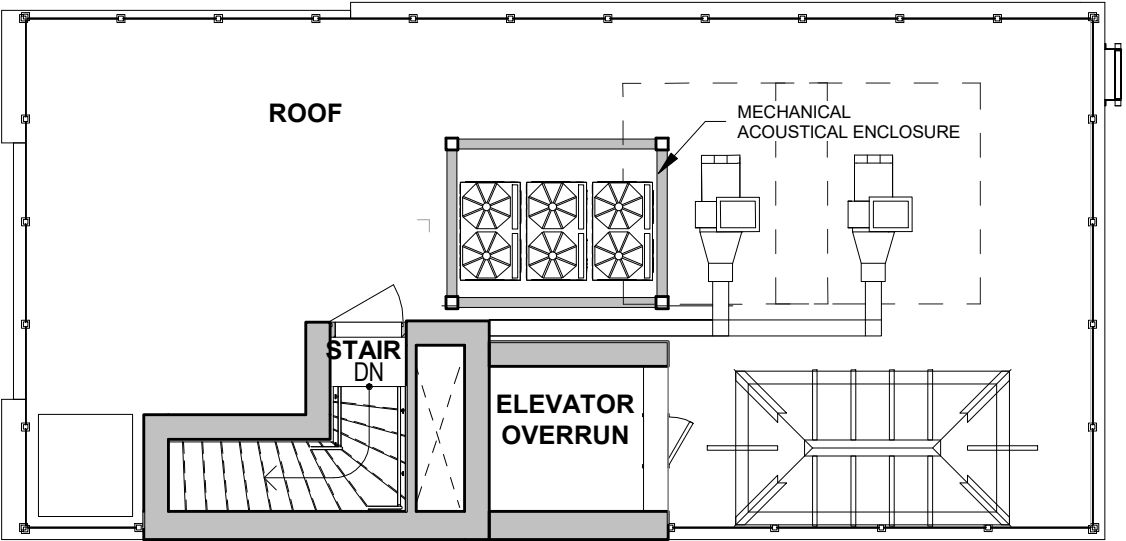 ROOF
MECHANICAL
ACOUSTICAL ENCLOSURE
STAIR
DN
ELEVATOR
OVERRUN